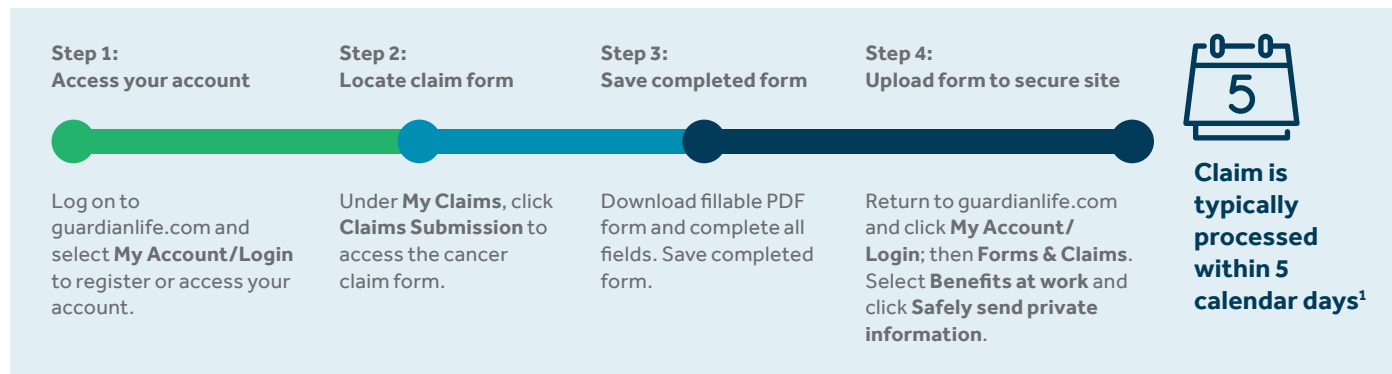 Step 1:
Access your account
Log on to
guardianlife.com and
select My Account/Login
to register or access your
account.
Step 2:
Locate claim form
Under My Claims, click
Claims Submission to
access the cancer
claim form.
Step 3:
Save completed form
Download fillable PDF
form and complete all
fields. Save completed
form.
Step 4:
Upload form to secure site
Return to guardianlife.com
and click My Account/
Login; then Forms & Claims.
Select Benefits at work and
click Safely send private
information.
5
Claim is
typically
processed
within 5
calendar days¹